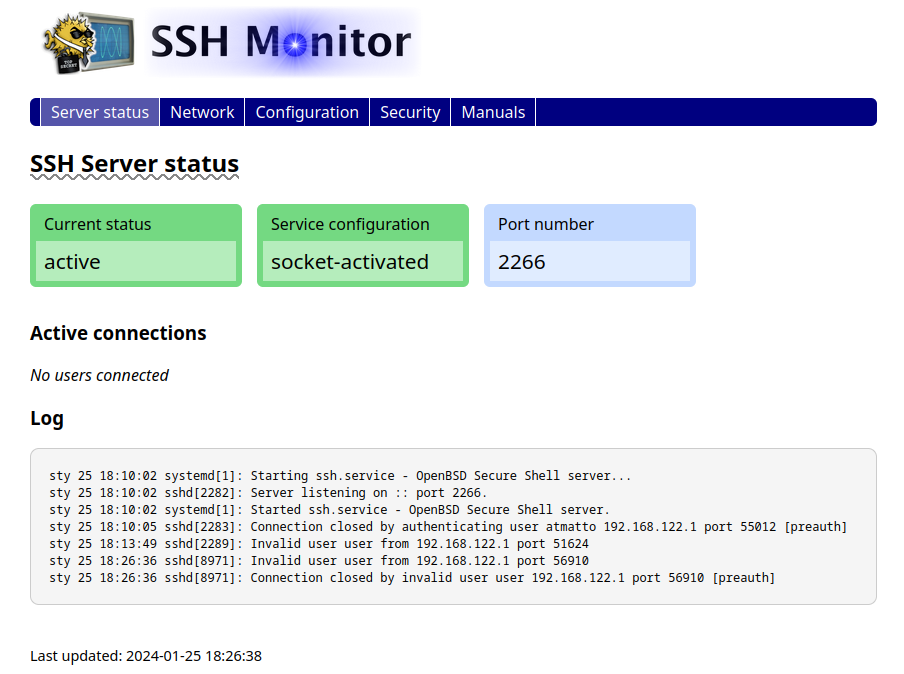 TOP
SECRET
SSH Monitor
Server status Network Configuration Security Manuals
SSH Server status
Current status
active
Service configuration
socket-activated
Port number
2266
Active connections
No users connected
Log
sty 25 18:10:02 systemd[1]: Starting ssh.service - OpenBSD Secure Shell server...
sty 25 18:10:02 sshd[2282]: Server listening on :: port 2266.
sty 25 18:10:02 systemd[1]: Started ssh.service - OpenBSD Secure Shell server.
sty 25 18:10:05 sshd[2283]: Connection closed by authenticating user atmatto 192.168.122.1 port 55012 [preauth]
sty 25 18:13:49 sshd[2289]: Invalid user user from 192.168.122.1 port 51624
sty 25 18:26:36 sshd[8971]: Invalid user user from 192.168.122.1 port 56910
sty 25 18:26:36 sshd[8971]: Connection closed by invalid user user 192.168.122.1 port 56910 [preauth]
Last updated: 2024-01-25 18:26:38